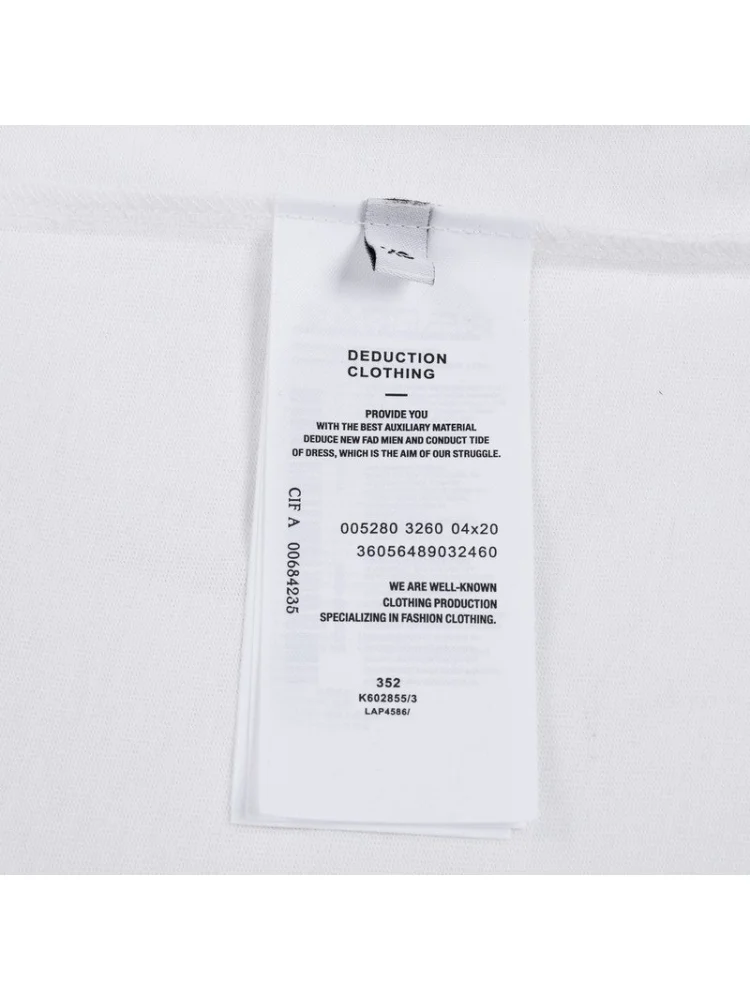 DEDUCTION
CLOTHING
PROVIDE YOU
WITH THE BEST AUXILIARY MATERIAL
DEDUCE NEW FAD MIEN AND CONDUCT TIDE
OF DRESS, WHICH IS THE AIM OF OUR STRUGGLE.
CIF A 00684235
005280 3260 04x20
36056489032460
WE ARE WELL-KNOWN
CLOTHING PRODUCTION
SPECIALIZING IN FASHION CLOTHING.
352
K602855/3
LAP4586/